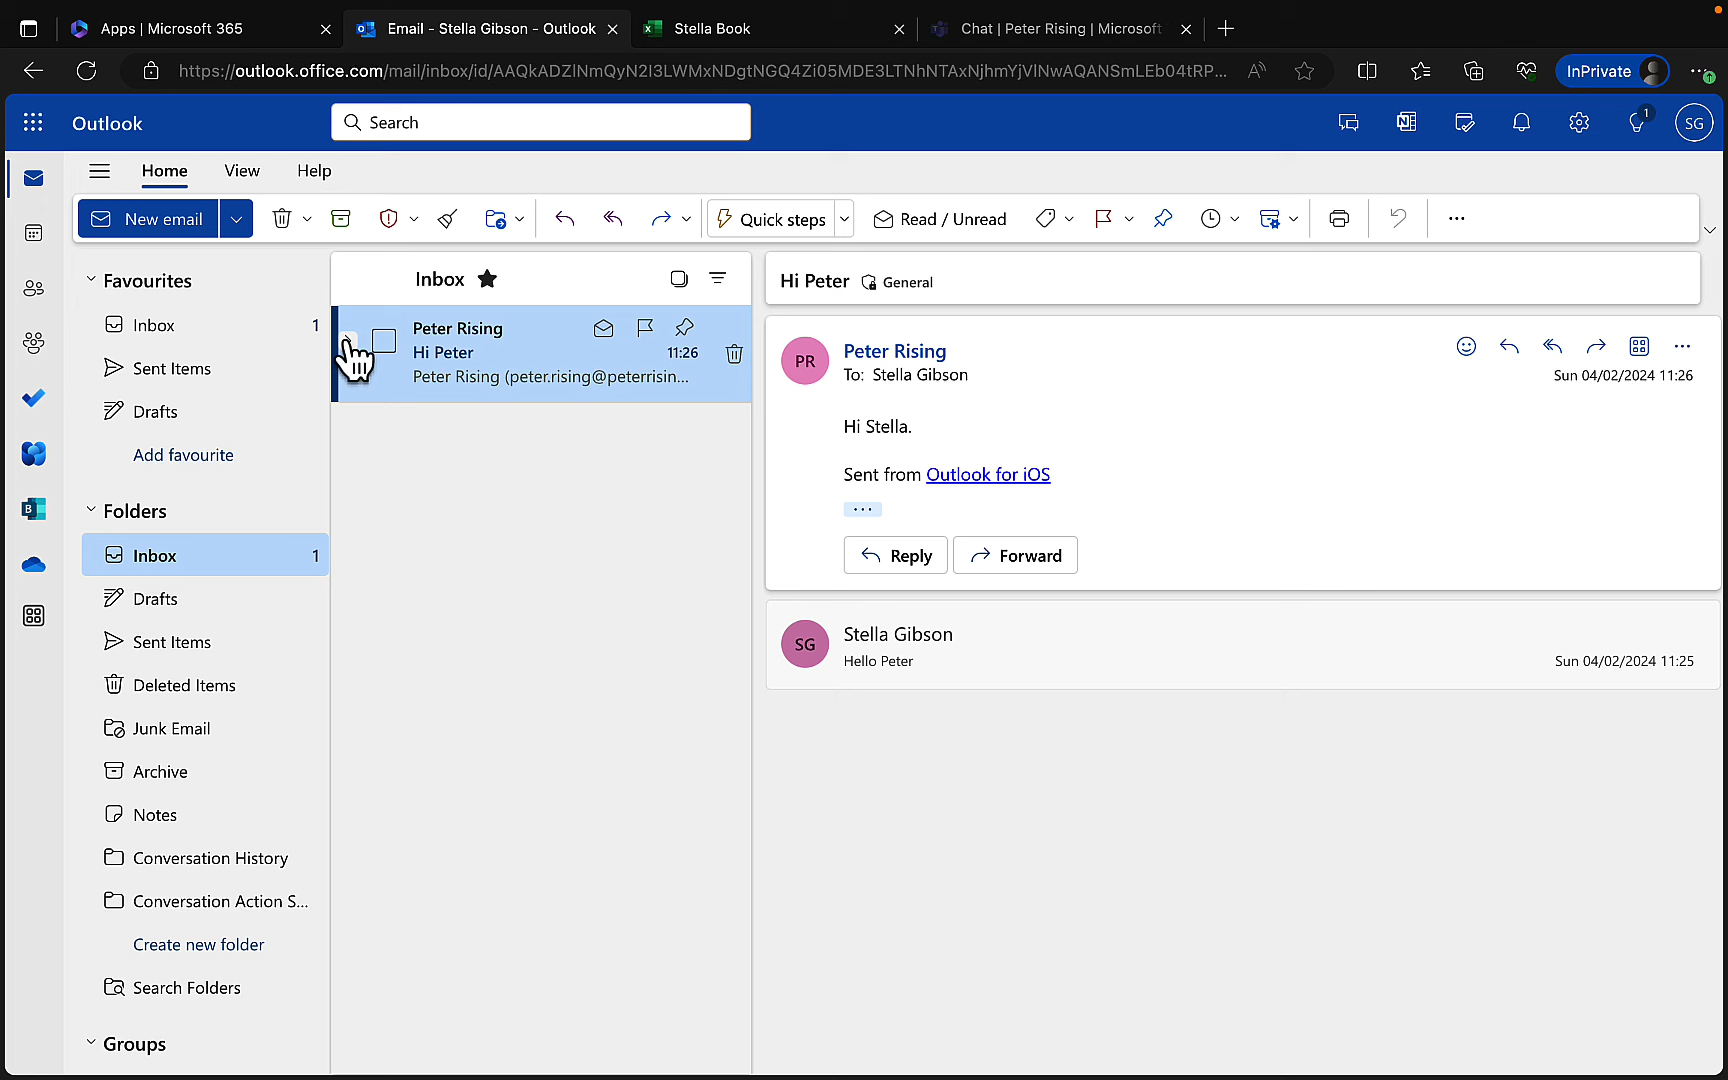 Apps | Microsoft 365
Email - Stella Gibson - Outlook
Stella Book
Chat | Peter Rising | Microsoft
https://outlook.office.com/mail/inbox/id/AAQkADZlNmQyN2I3LWMxNDgtNGQ4Zi05MDE3LTNhNTAxNjhmYjVlNwAQANSmLEb04tRP...
InPrivate
Outlook
Search
1
SG
Home
View
Help
New email
Quick steps
Read / Unread
Favourites
Inbox 1
Sent Items
Drafts
Add favourite
Folders
Inbox 1
Drafts
Sent Items
Deleted Items
Junk Email
Archive
Notes
Conversation History
Conversation Action S...
Create new folder
Search Folders
Groups
Inbox
Peter Rising
Hi Peter 11:26
Peter Rising (peter.rising@peterrisin...
Hi Peter General
PR
Peter Rising
To: Stella Gibson
Sun 04/02/2024 11:26
Hi Stella.
Sent from Outlook for iOS
Reply
Forward
SG
Stella Gibson
Hello Peter
Sun 04/02/2024 11:25